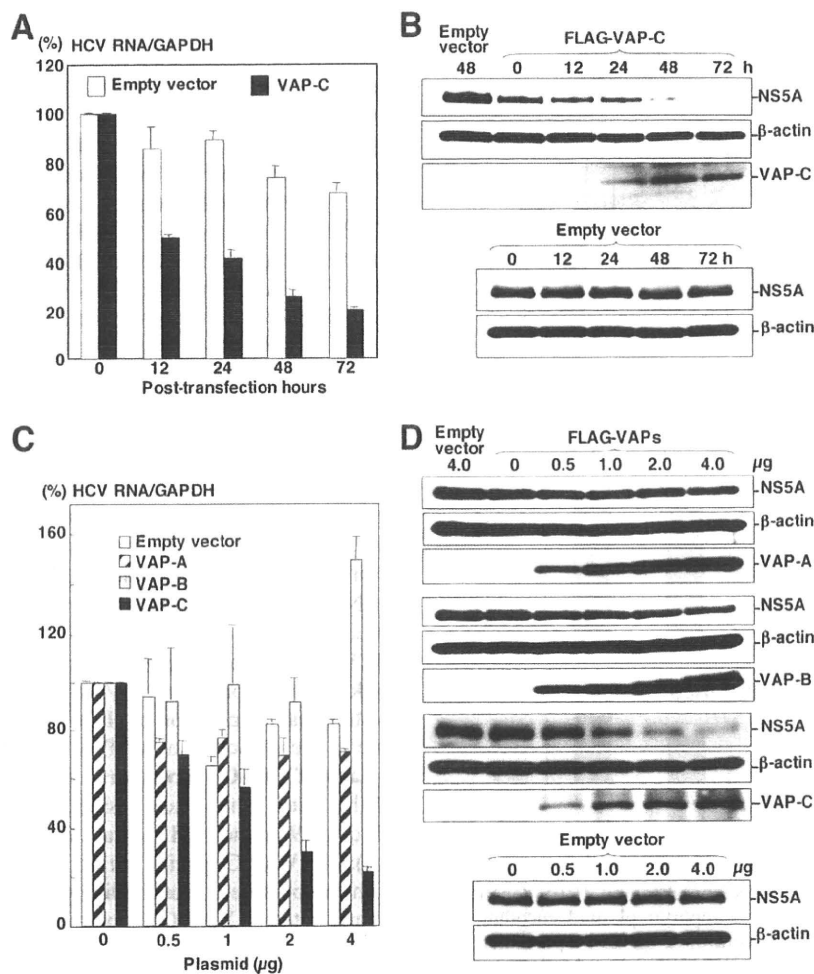 A
(%) HCV RNA/GAPDH
120
100
80
60
40
20
0
Empty vector
VAP-C
0 12 24 48 72
Post-transfection hours
B
Empty vector
FLAG-VAP-C
48 0 12 24 48 72 h
NS5A
β-actin
VAP-C
Empty vector
0 12 24 48 72 h
NS5A
β-actin
C
(%) HCV RNA/GAPDH
160
120
80
40
0
Empty vector
VAP-A
VAP-B
VAP-C
0 0.5 1 2 4
Plasmid (µg)
D
Empty vector
FLAG-VAPs
4.0 0 0.5 1.0 2.0 4.0 µg
NS5A
β-actin
VAP-A
NS5A
β-actin
VAP-B
NS5A
β-actin
VAP-C
Empty vector
0 0.5 1.0 2.0 4.0 µg
NS5A
β-actin